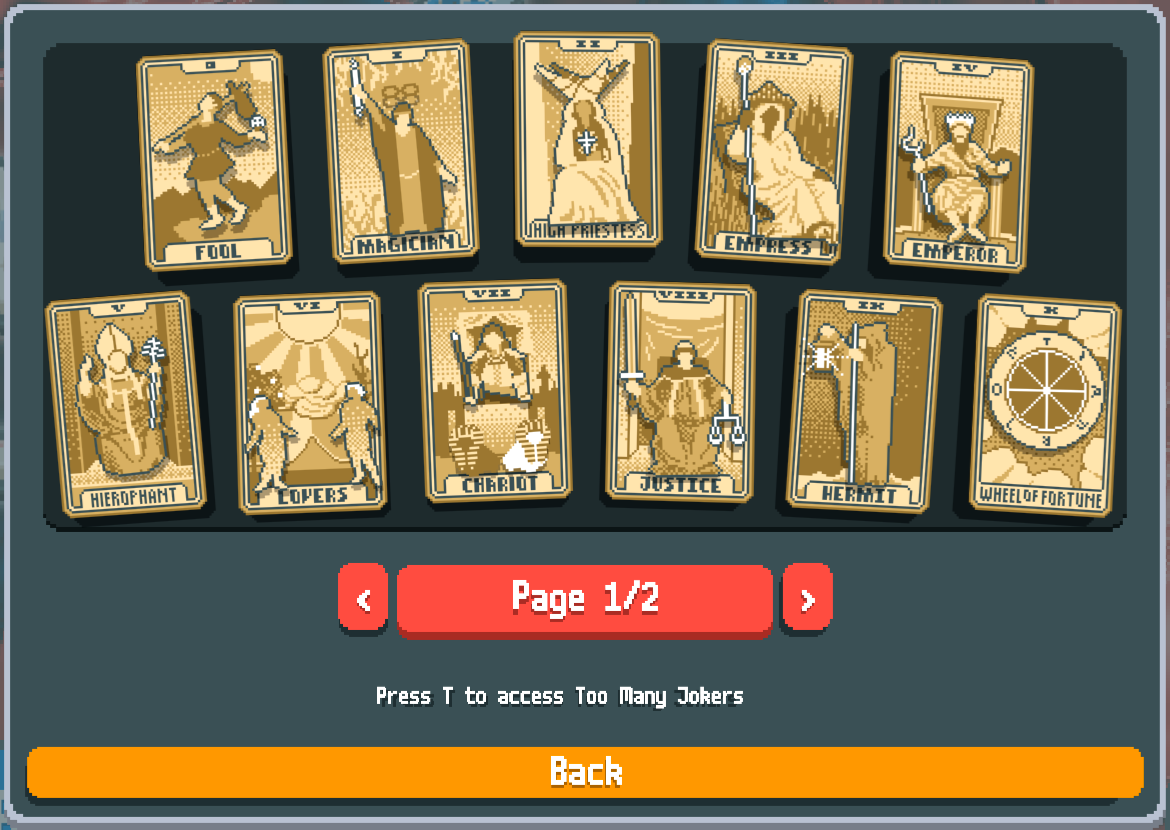 0
FOOL
I
MAGICIAN
II
HIGH PRIESTESS
III
EMPRESS
IV
EMPEROR
V
HIEROPHANT
VI
LOVERS
VII
CHARIOT
VIII
JUSTICE
IX
HERMIT
X
WHEEL OF FORTUNE
< Page 1/2 >
Press T to access Too Many Jokers
Back